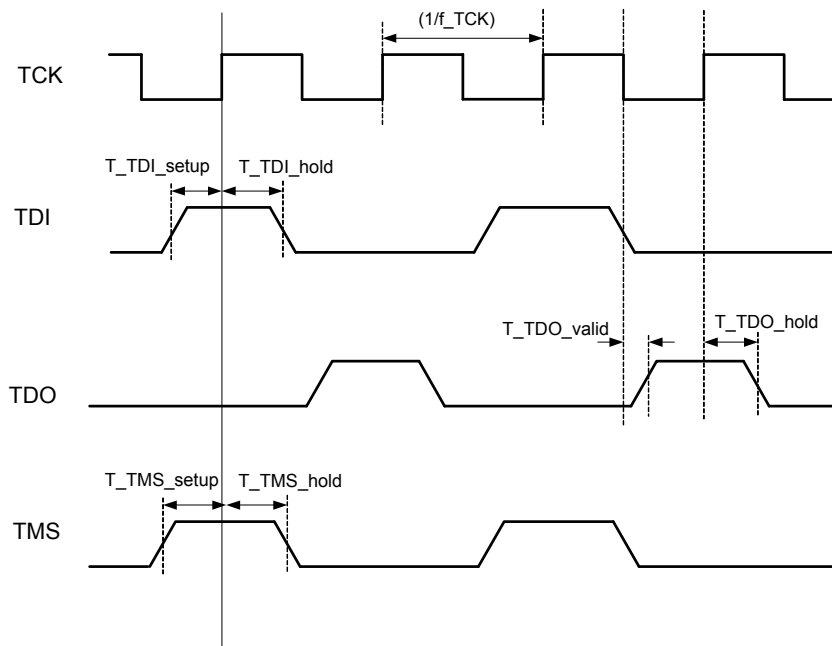 (1/f_TCK)
TCK
T_TDI_setup T_TDI_hold
TDI
T_TDO_valid T_TDO_hold
TDO
T_TMS_setup T_TMS_hold
TMS